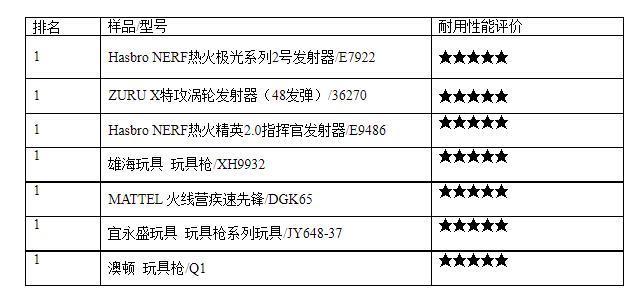 排名 样品/型号 耐用性能评价
1 Hasbro NERF热火极光系列2号发射器/E7922 ★★★★★
1 ZURU X特攻涡轮发射器（48发弹）/36270 ★★★★★
1 Hasbro NERF热火精英2.0指挥官发射器/E9486 ★★★★★
1 雄海玩具 玩具枪/XH9932 ★★★★★
1 MATTEL 火线营疾速先锋/DGK65 ★★★★★
1 宜永盛玩具 玩具枪系列玩具/JY648-37 ★★★★★
1 澳顿 玩具枪/Q1 ★★★★★